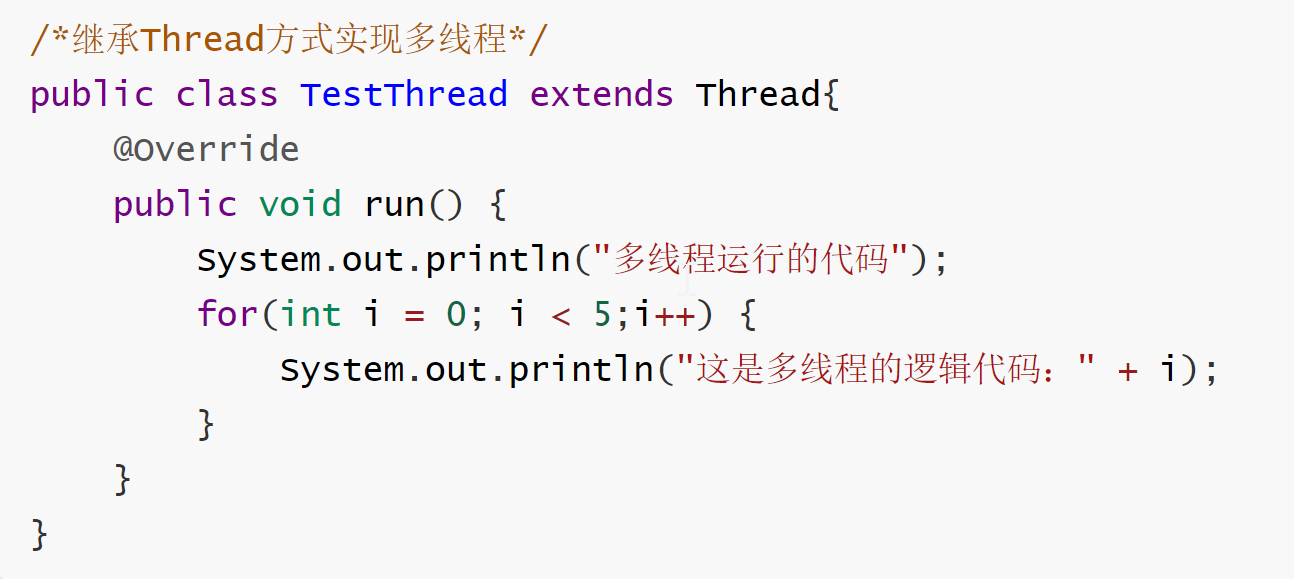 /*继承Thread方式实现多线程*/
public class TestThread extends Thread{
    @Override
    public void run() {
        System.out.println("多线程运行的代码");
        for(int i = 0; i < 5;i++) {
            System.out.println("这是多线程的逻辑代码：" + i);
        }
    }
}